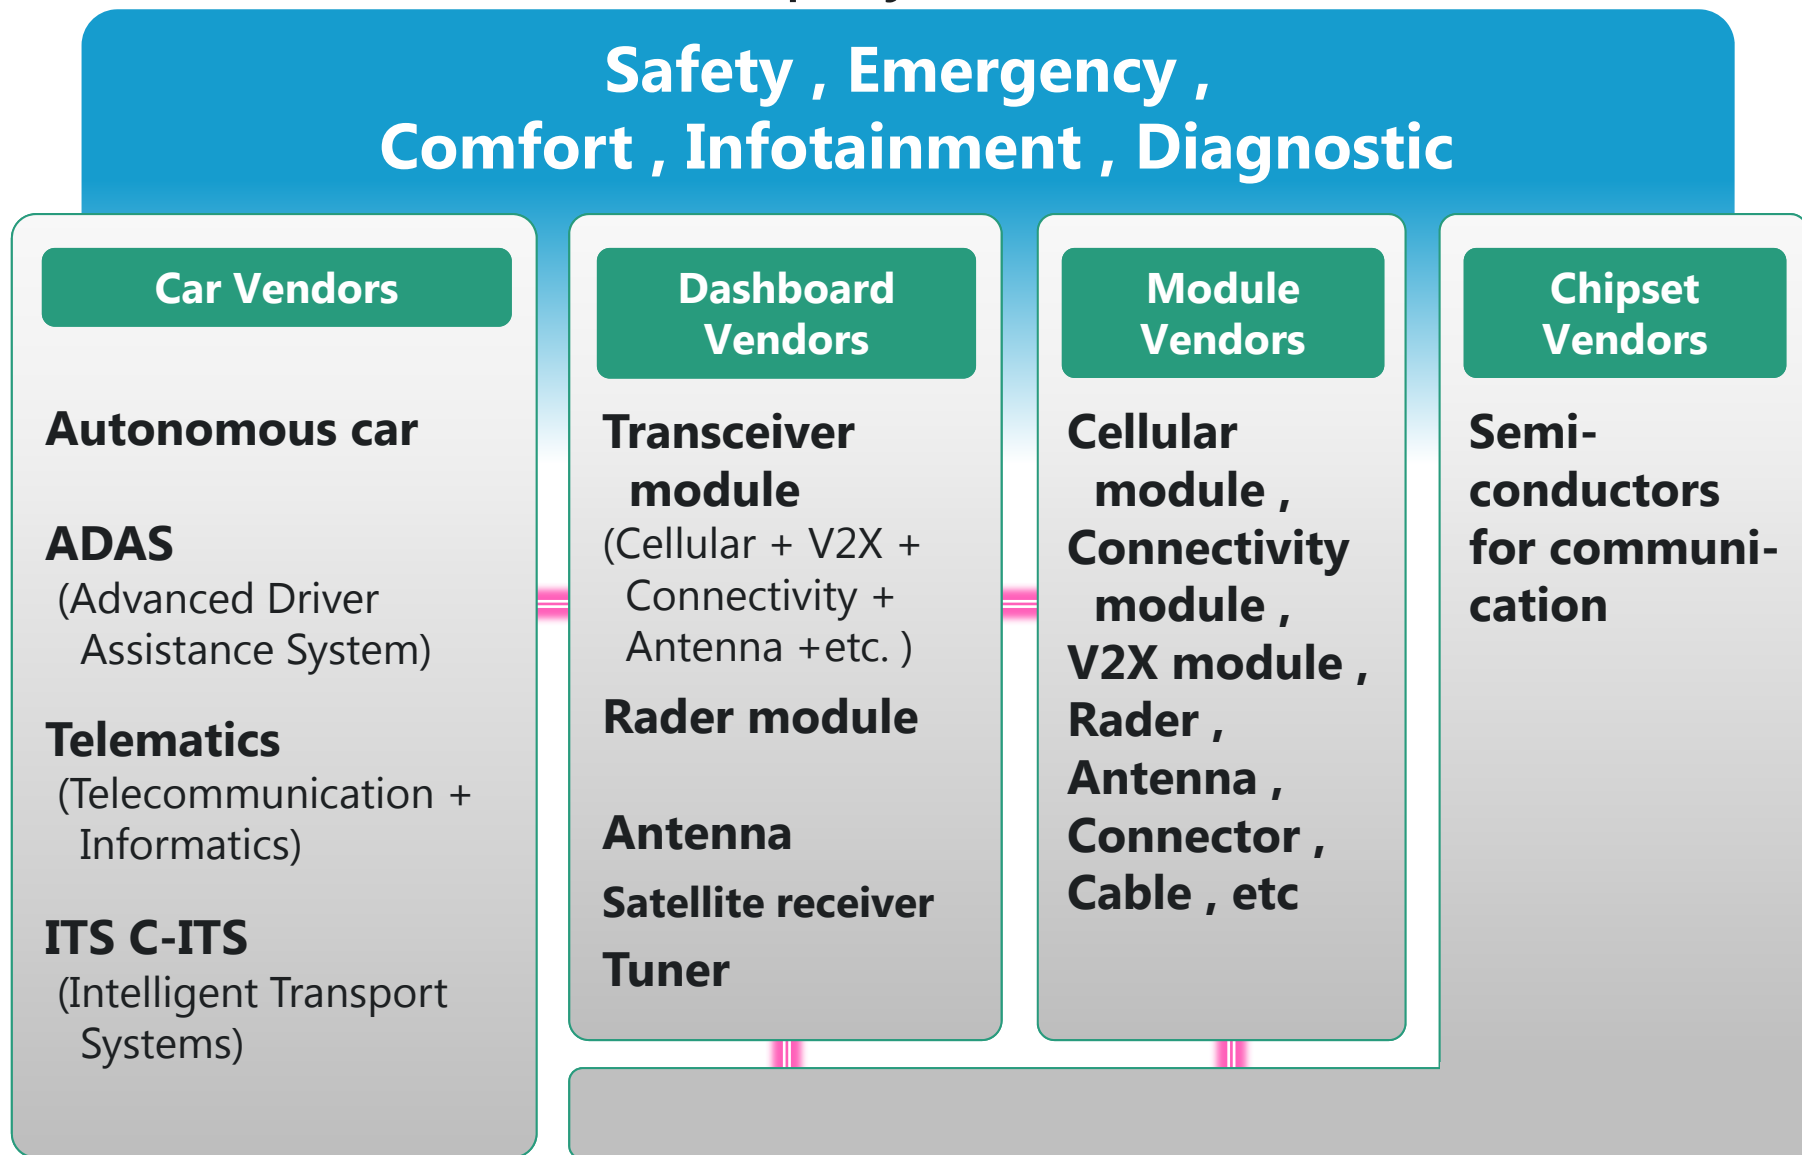 Safety , Emergency ,
Comfort , Infotainment , Diagnostic
Car Vendors
Autonomous car
ADAS
(Advanced Driver
Assistance System)
Telematics
(Telecommunication +
Informatics)
ITS C-ITS
(Intelligent Transport
Systems)
Dashboard
Vendors
Transceiver
module
(Cellular + V2X +
Connectivity +
Antenna +etc. )
Rader module
Antenna
Satellite receiver
Tuner
Module
Vendors
Cellular
module ,
Connectivity
module ,
V2X module ,
Rader ,
Antenna ,
Connector ,
Cable , etc
Chipset
Vendors
Semi-
conductors
for communi-
cation